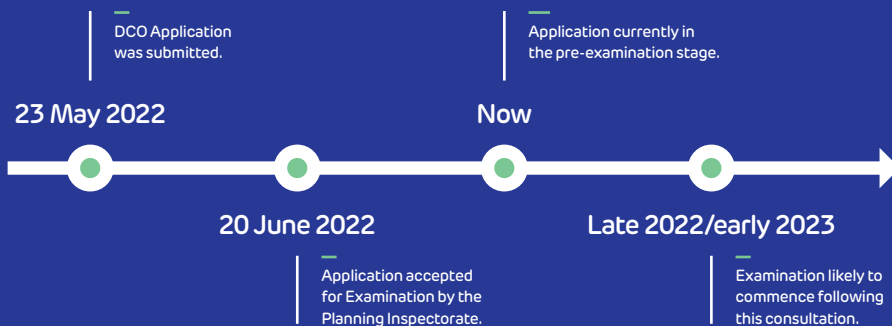 DCO Application
was submitted.
23 May 2022
20 June 2022
Application accepted
for Examination by the
Planning Inspectorate.
Application currently in
the pre-examination stage.
Now
Late 2022/early 2023
Examination likely to
commence following
this consultation.